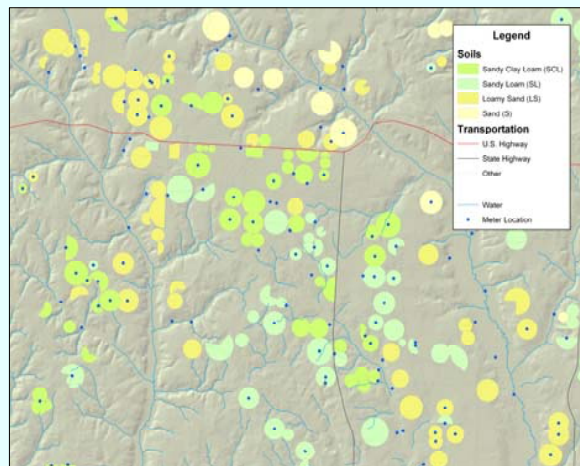 Legend
Soils
Sandy Clay Loam (SCL)
Sandy Loam (SL)
Loamy Sand (LS)
Sand (S)
Transportation
U.S. Highway
State Highway
Other
Water
Meter Location